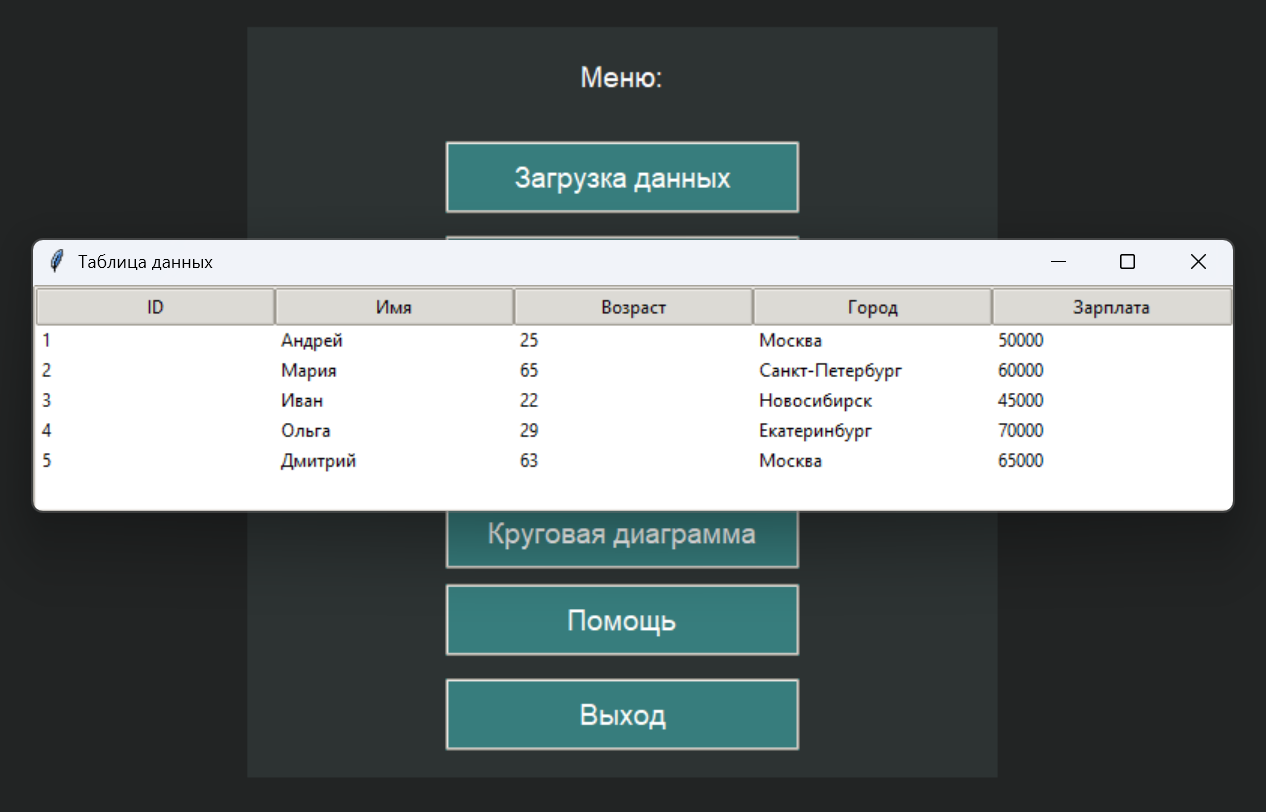 Меню:
Загрузка данных
Таблица данных
ID Имя Возраст Город Зарплата
1 Андрей 25 Москва 50000
2 Мария 65 Санкт-Петербург 60000
3 Иван 22 Новосибирск 45000
4 Ольга 29 Екатеринбург 70000
5 Дмитрий 63 Москва 65000
Круговая диаграмма
Помощь
Выход